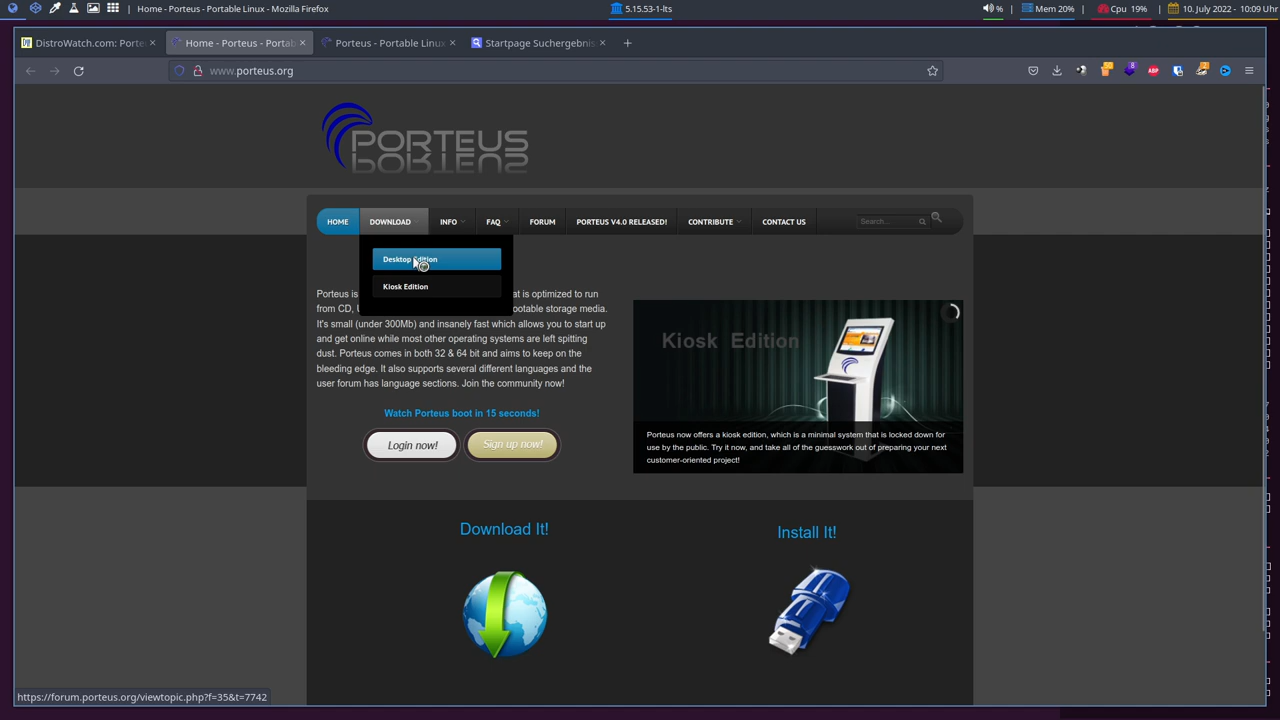 Home - Porteus - Portable Linux - Mozilla Firefox
5.15.53-1-lts
%
Mem 20%
Cpu 19%
10. July 2022 - 10:09 Uhr
DistroWatch.com: Porte
Home - Porteus - Portab
Porteus - Portable Linux
Startpage Suchergebnis
www.porteus.org
PORTEUS
HOME
DOWNLOAD
INFO
FAQ
FORUM
PORTEUS V4.0 RELEASED!
CONTRIBUTE
CONTACT US
Search...
Desktop Edition
Kiosk Edition
Porteus is at is optimized to run
from CD, ootable storage media.
It's small (under 300Mb) and insanely fast which allows you to start up
and get online while most other operating systems are left spitting
dust. Porteus comes in both 32 & 64 bit and aims to keep on the
bleeding edge. It also supports several different languages and the
user forum has language sections. Join the community now!
Watch Porteus boot in 15 seconds!
Login now!
Sign up now!
Kiosk Edition
Porteus now offers a kiosk edition, which is a minimal system that is locked down for
use by the public. Try it now, and take all of the guesswork out of preparing your next
customer-oriented project!
Download It!
Install It!
https://forum.porteus.org/viewtopic.php?f=35&t=7742